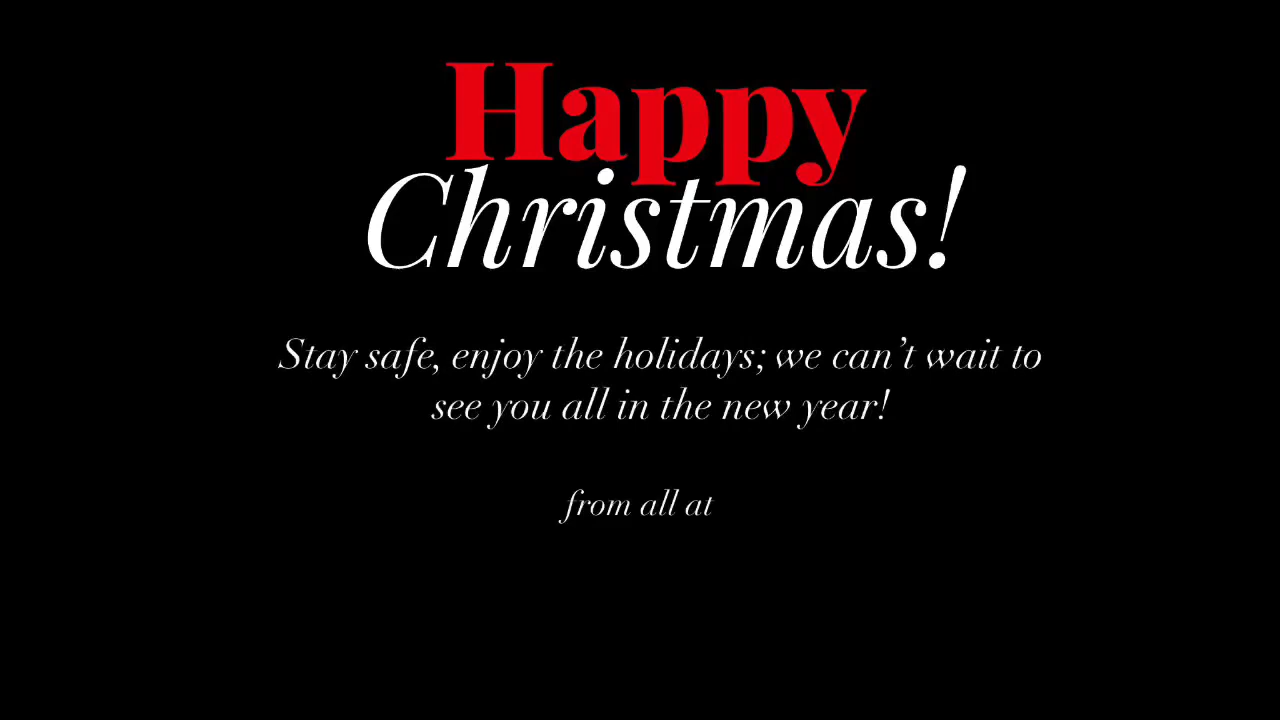 Happy
Christmas!
Stay safe, enjoy the holidays; we can’t wait to
see you all in the new year!
from all at